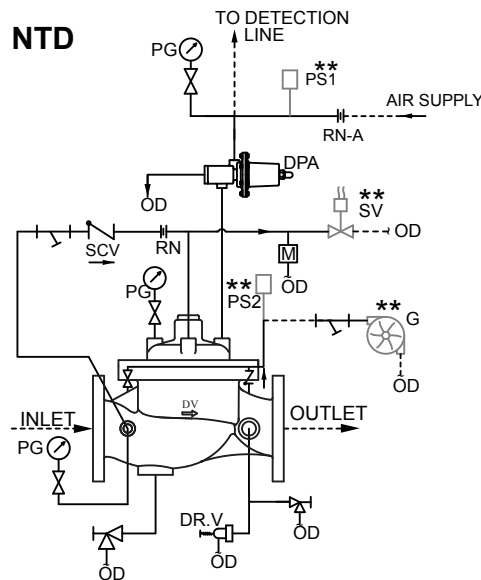 NTD
TO DETECTION
LINE
PG
**
PS1
AIR SUPPLY
RN-A
DPA
OD
**
SV
SCV
RN
OD
M
PG
**
PS2
OD
**
G
OD
DV
INLET
OUTLET
PG
DR.V
OD
OD
OD